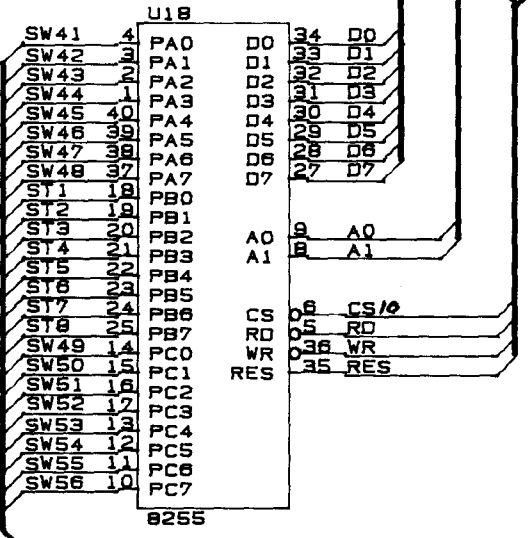 U18
SW41 4 PA0 D0 34 D0
SW42 3 PA1 D1 33 D1
SW43 2 PA2 D2 32 D2
SW44 1 PA3 D3 31 D3
SW45 40 PA4 D4 30 D4
SW46 39 PA5 D5 29 D5
SW47 38 PA6 D6 28 D6
SW48 37 PA7 D7 27 D7
ST1 18 PB0
ST2 19 PB1
ST3 20 PB2 A0 9 A0
ST4 21 PB3 A1 8 A1
ST5 22 PB4
ST6 23 PB5
ST7 24 PB6 CS 6 CS10
ST8 25 PB7 RD 5 RD
SW49 14 PC0 WR 36 WR
SW50 15 PC1 RES 35 RES
SW51 16 PC2
SW52 17 PC3
SW53 13 PC4
SW54 12 PC5
SW55 11 PC6
SW56 10 PC7
8255